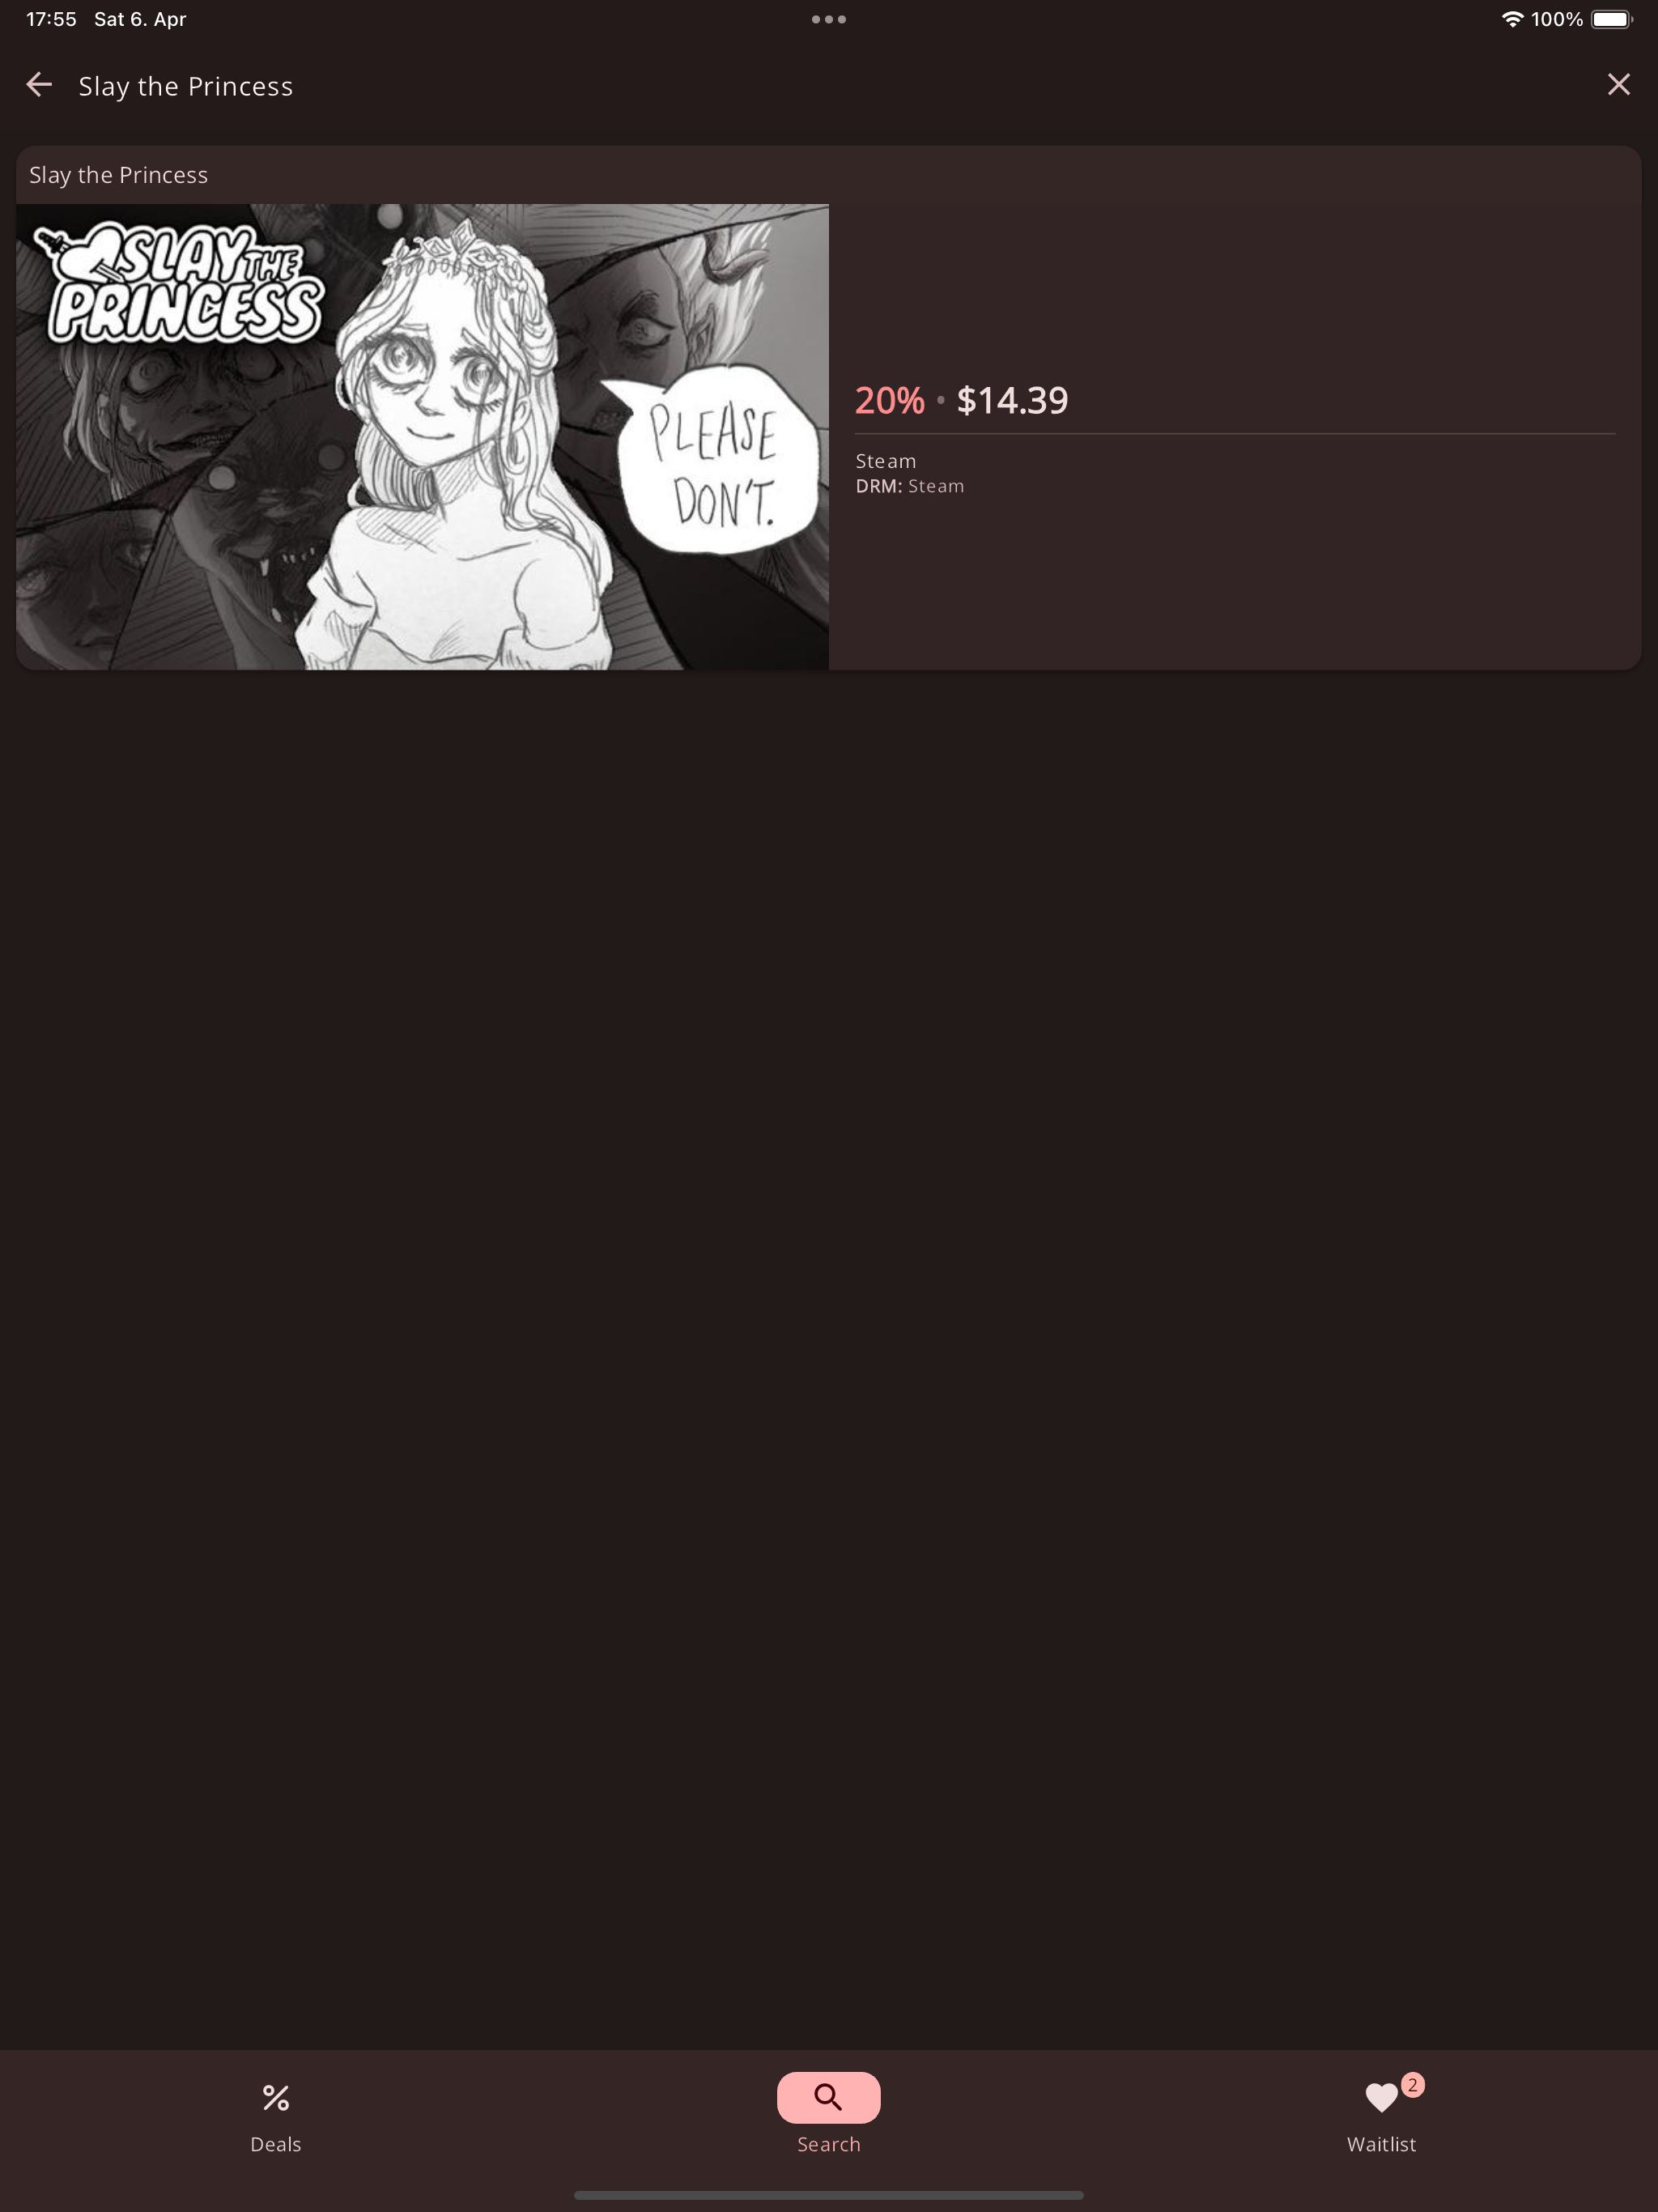 17:55 Sat 6. Apr
100%
Slay the Princess
Slay the Princess
SLAY THE
PRINCESS
PLEASE
DON'T.
20% • $14.39
Steam
DRM: Steam
2
Deals
Search
Waitlist